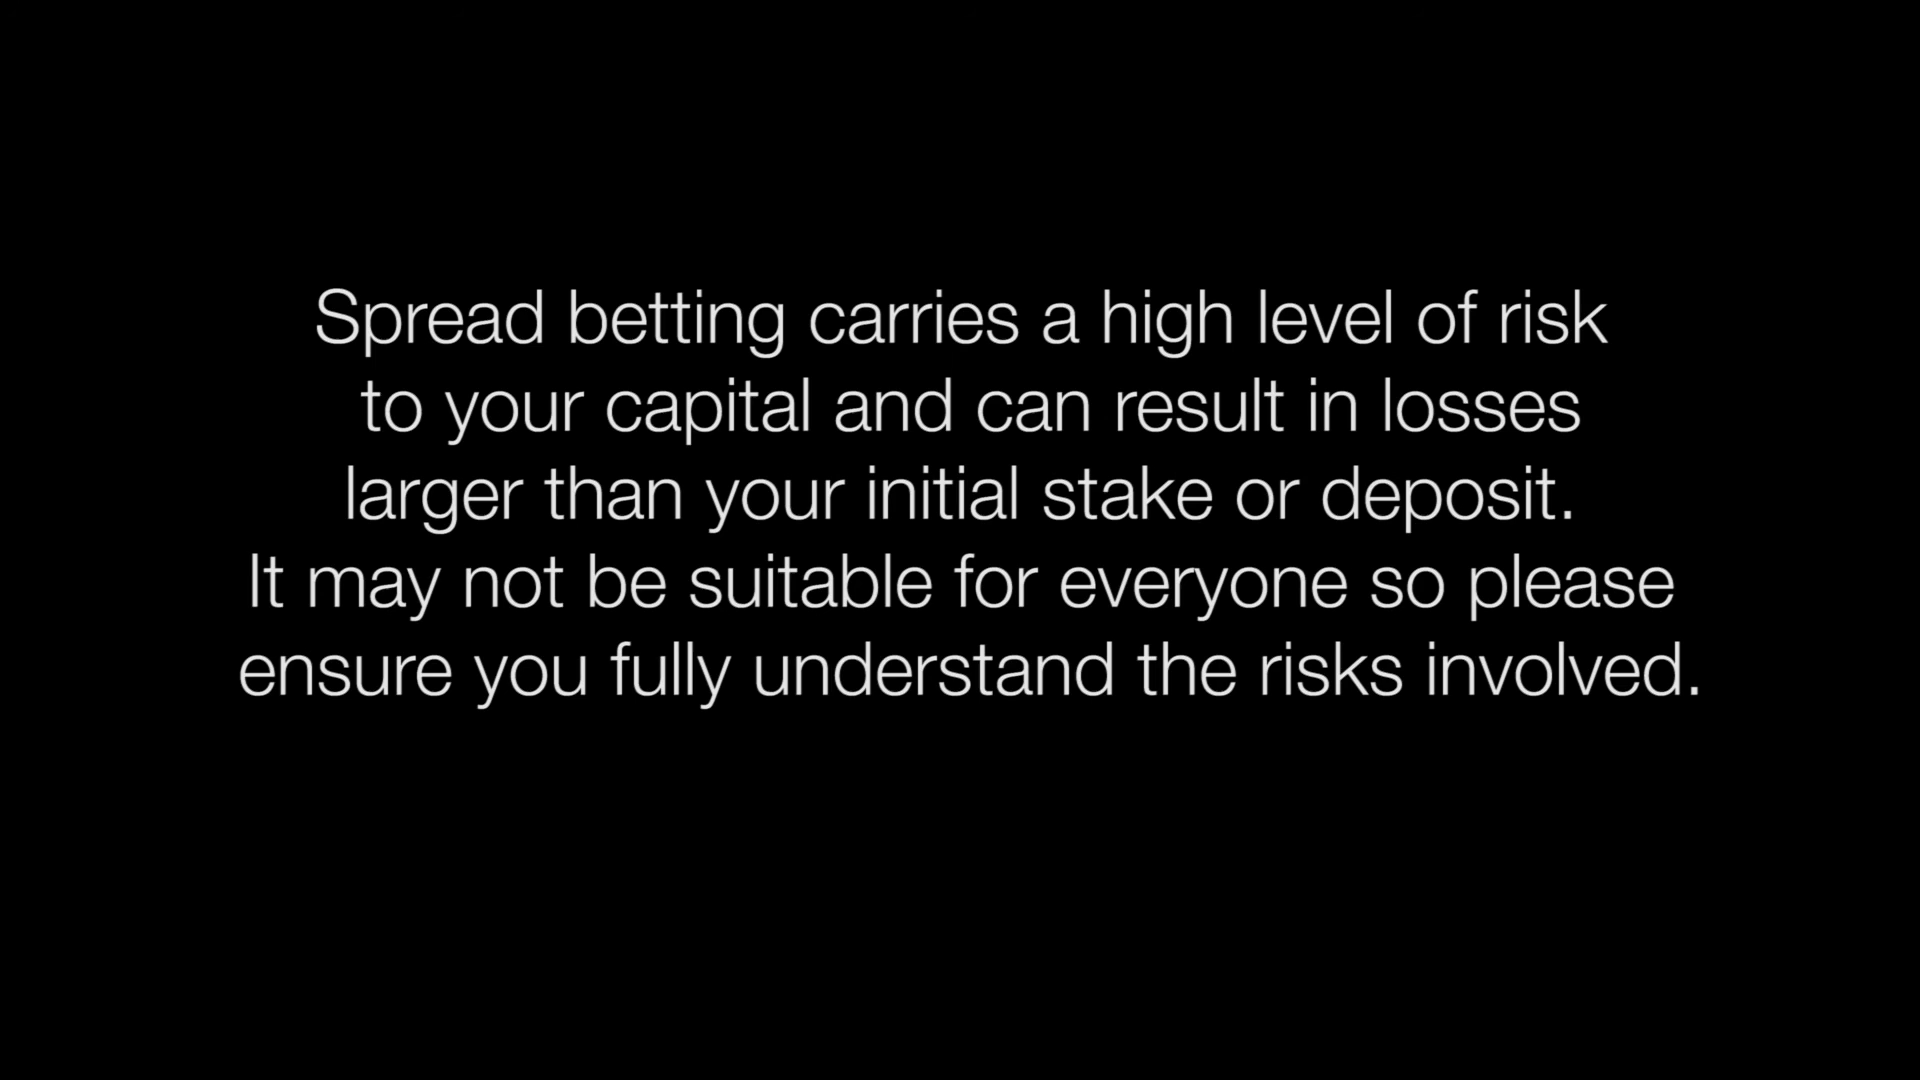 Spread betting carries a high level of risk
to your capital and can result in losses
larger than your initial stake or deposit.
It may not be suitable for everyone so please
ensure you fully understand the risks involved.